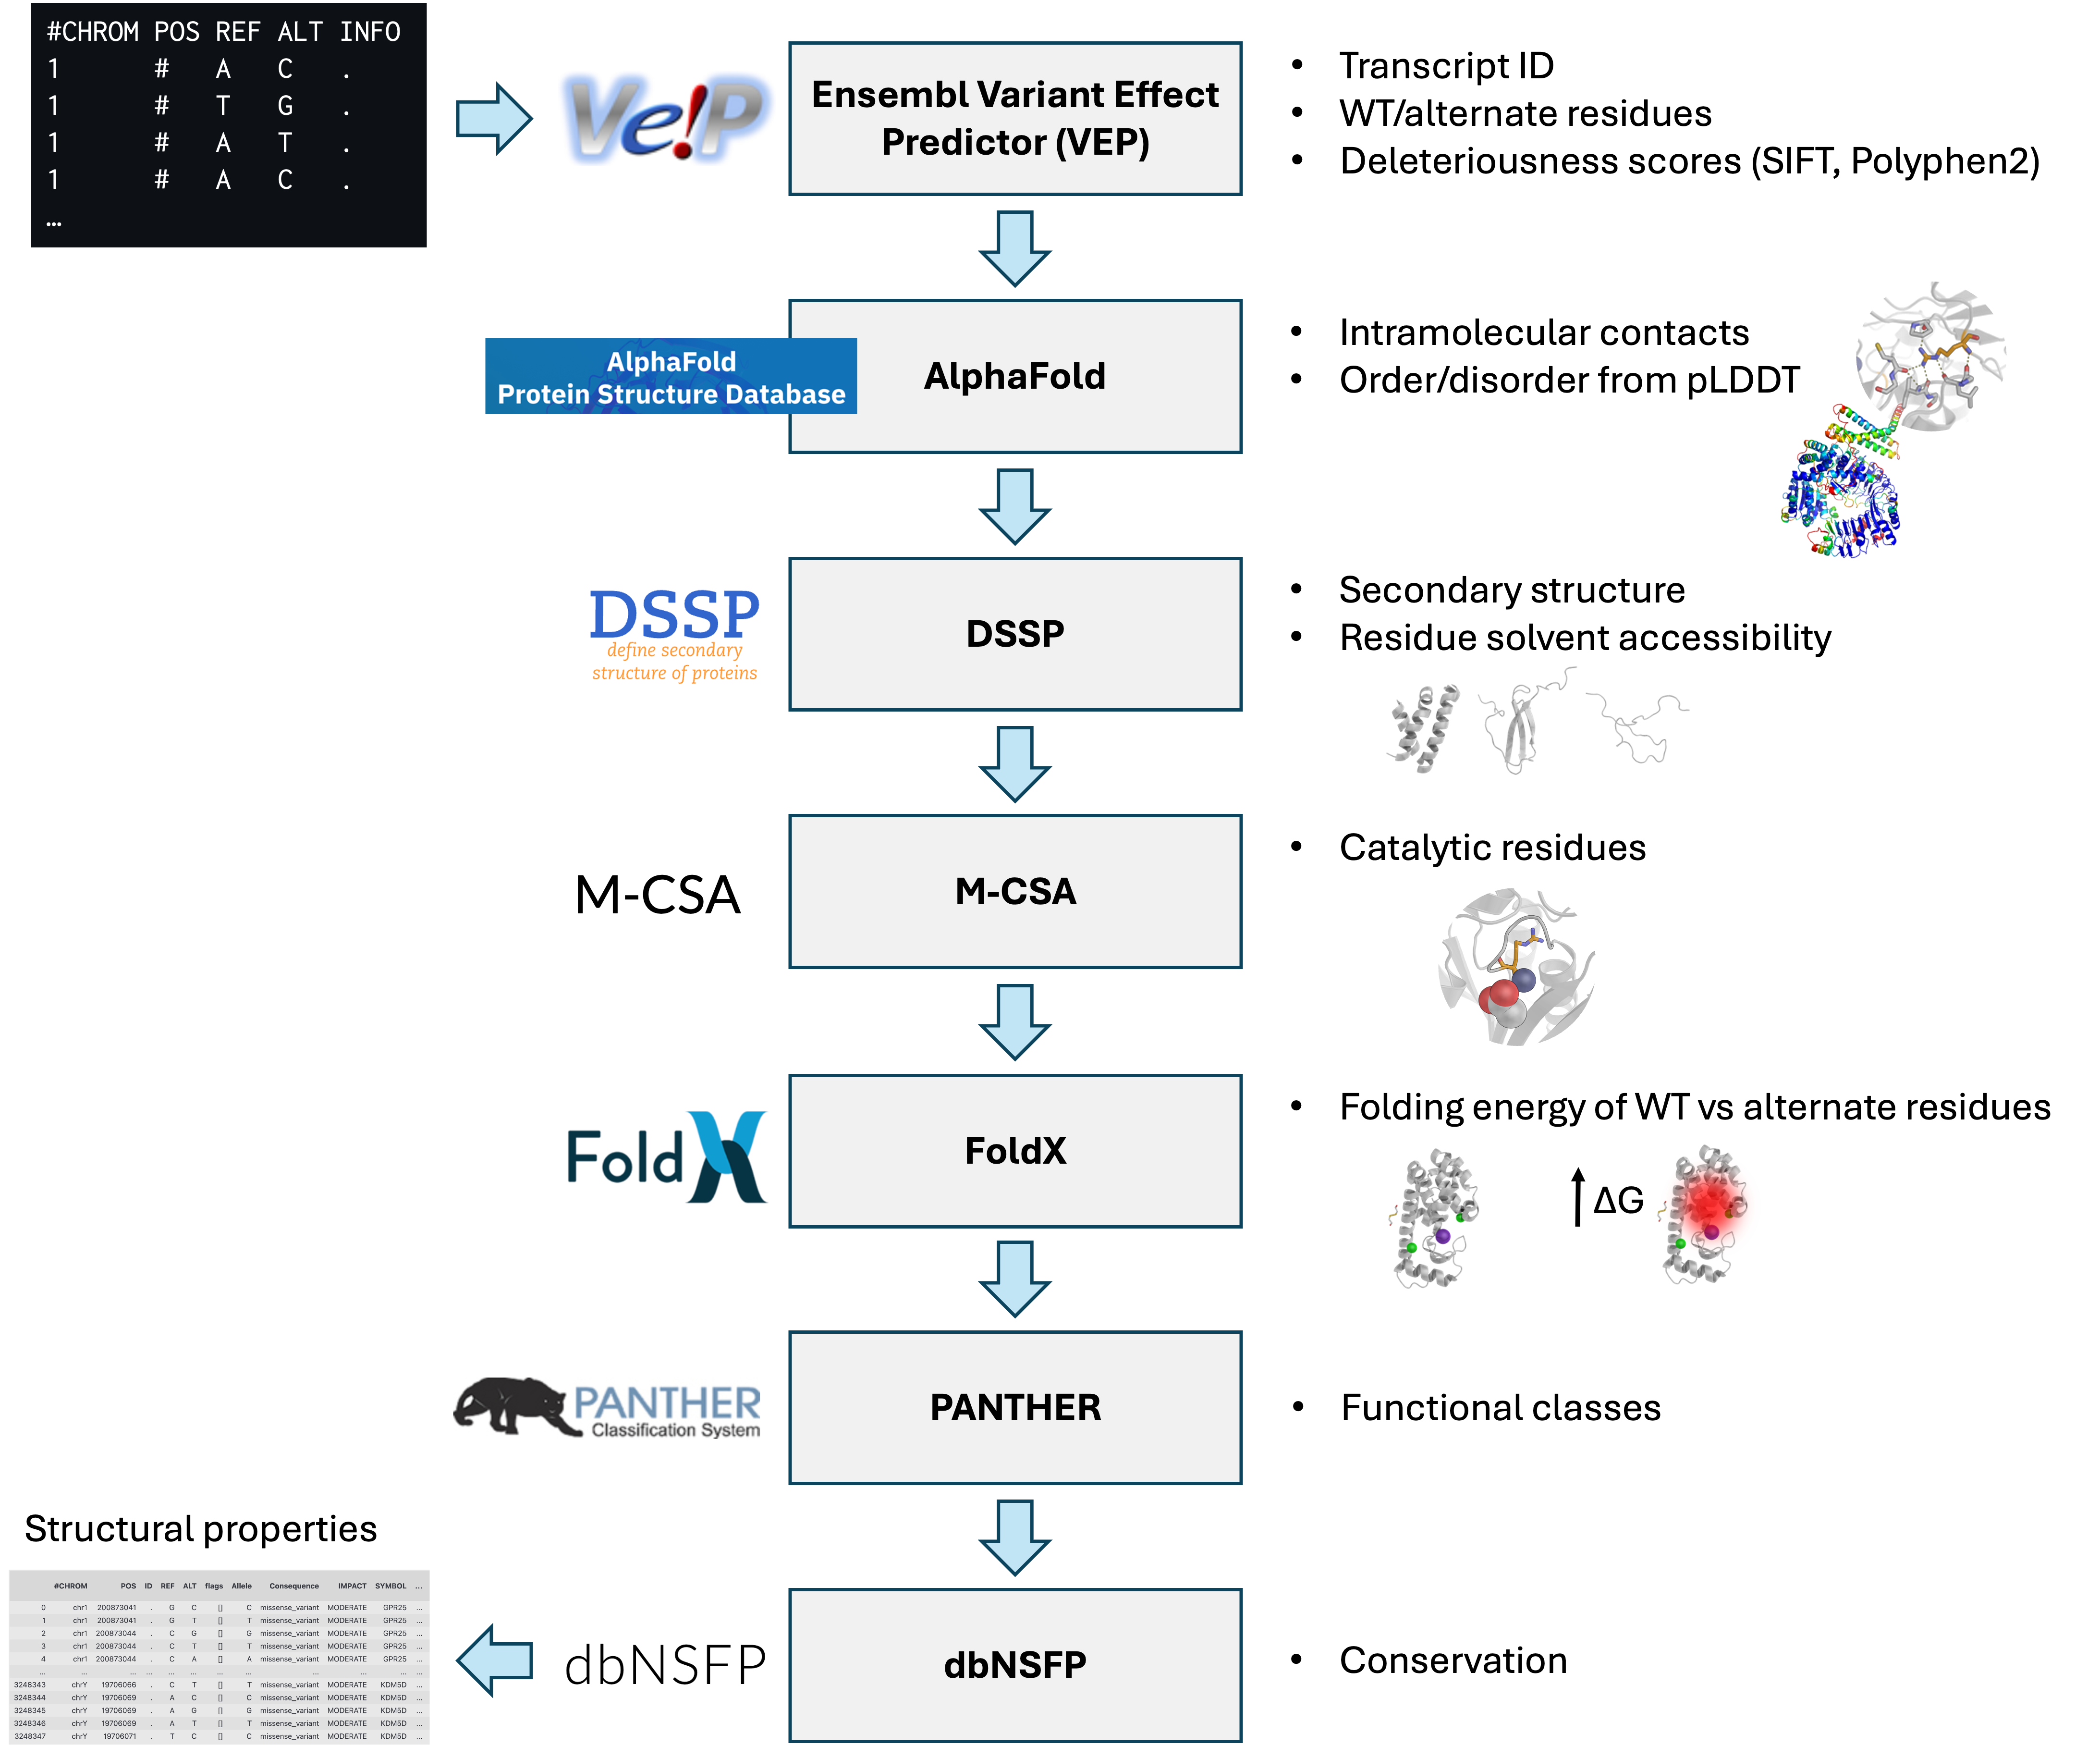 #CHROM POS REF ALT INFO
1 # A C .
1 # T G .
1 # A T .
1 # A C .
...
Ve!P
Ensembl Variant Effect
Predictor (VEP)
• Transcript ID
• WT/alternate residues
• Deleteriousness scores (SIFT, Polyphen2)
AlphaFold
Protein Structure Database
AlphaFold
• Intramolecular contacts
• Order/disorder from pLDDT
DSSP
define secondary
structure of proteins
DSSP
• Secondary structure
• Residue solvent accessibility
M-CSA
M-CSA
• Catalytic residues
FoldX
FoldX
• Folding energy of WT vs alternate residues
ΔG
PANTHER
Classification System
PANTHER
• Functional classes
Structural properties
#CHROM POS ID REF ALT flags Allele Consequence IMPACT SYMBOL ...
0 chr1 200873041 . G C [] C missense_variant MODERATE GPR25 ...
1 chr1 200873041 . G T [] T missense_variant MODERATE GPR25 ...
2 chr1 200873044 . C G [] G missense_variant MODERATE GPR25 ...
3 chr1 200873044 . C T [] T missense_variant MODERATE GPR25 ...
4 chr1 200873044 . C A [] A missense_variant MODERATE GPR25 ...
... ... ... ... ... ... ... ... ... ... ... ...
3248343 chrY 19706066 . C T [] T missense_variant MODERATE KDM5D ...
3248344 chrY 19706069 . A C [] C missense_variant MODERATE KDM5D ...
3248345 chrY 19706069 . A G [] G missense_variant MODERATE KDM5D ...
3248346 chrY 19706069 . A T [] T missense_variant MODERATE KDM5D ...
3248347 chrY 19706071 . T C [] C missense_variant MODERATE KDM5D ...
dbNSFP
dbNSFP
• Conservation